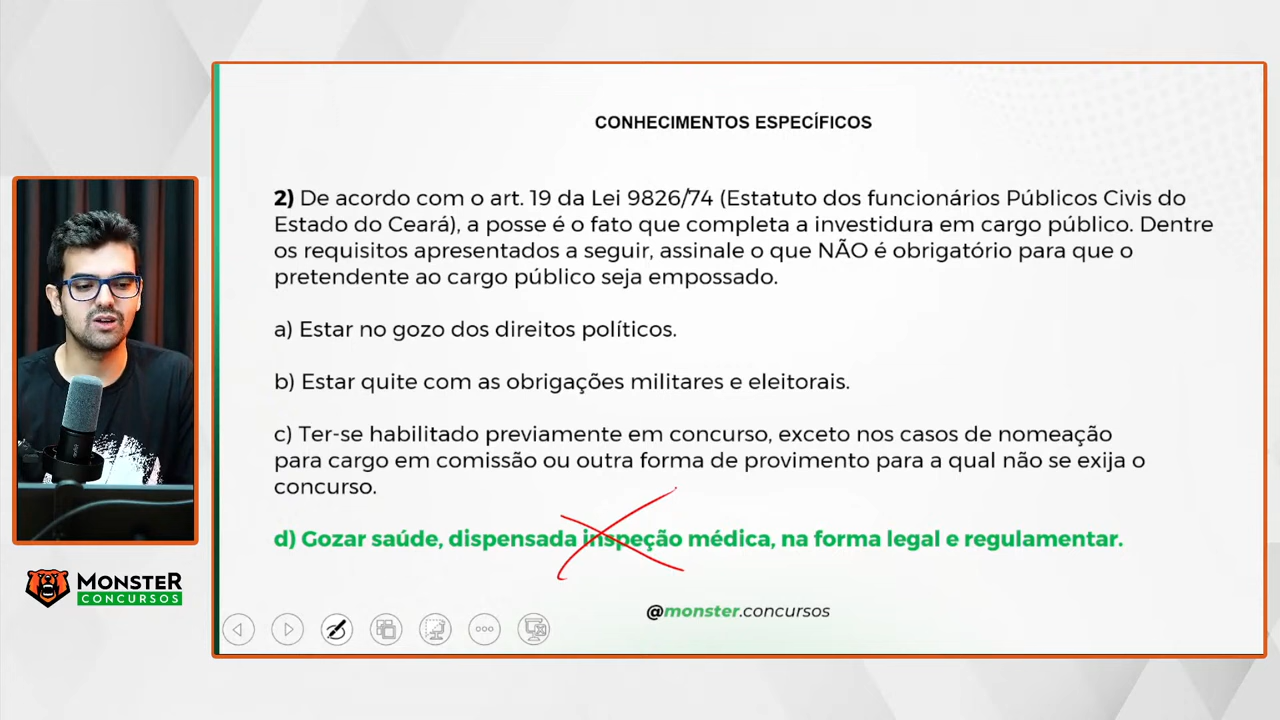 CONHECIMENTOS ESPECÍFICOS
2) De acordo com o art. 19 da Lei 9826/74 (Estatuto dos funcionários Públicos Civis do
Estado do Ceará), a posse é o fato que completa a investidura em cargo público. Dentre
os requisitos apresentados a seguir, assinale o que NÃO é obrigatório para que o
pretendente ao cargo público seja empossado.
a) Estar no gozo dos direitos políticos.
b) Estar quite com as obrigações militares e eleitorais.
c) Ter-se habilitado previamente em concurso, exceto nos casos de nomeação
para cargo em comissão ou outra forma de provimento para a qual não se exija o
concurso.
d) Gozar saúde, dispensada inspeção médica, na forma legal e regulamentar.
MONSTER
CONCURSOS
@monster.concursos